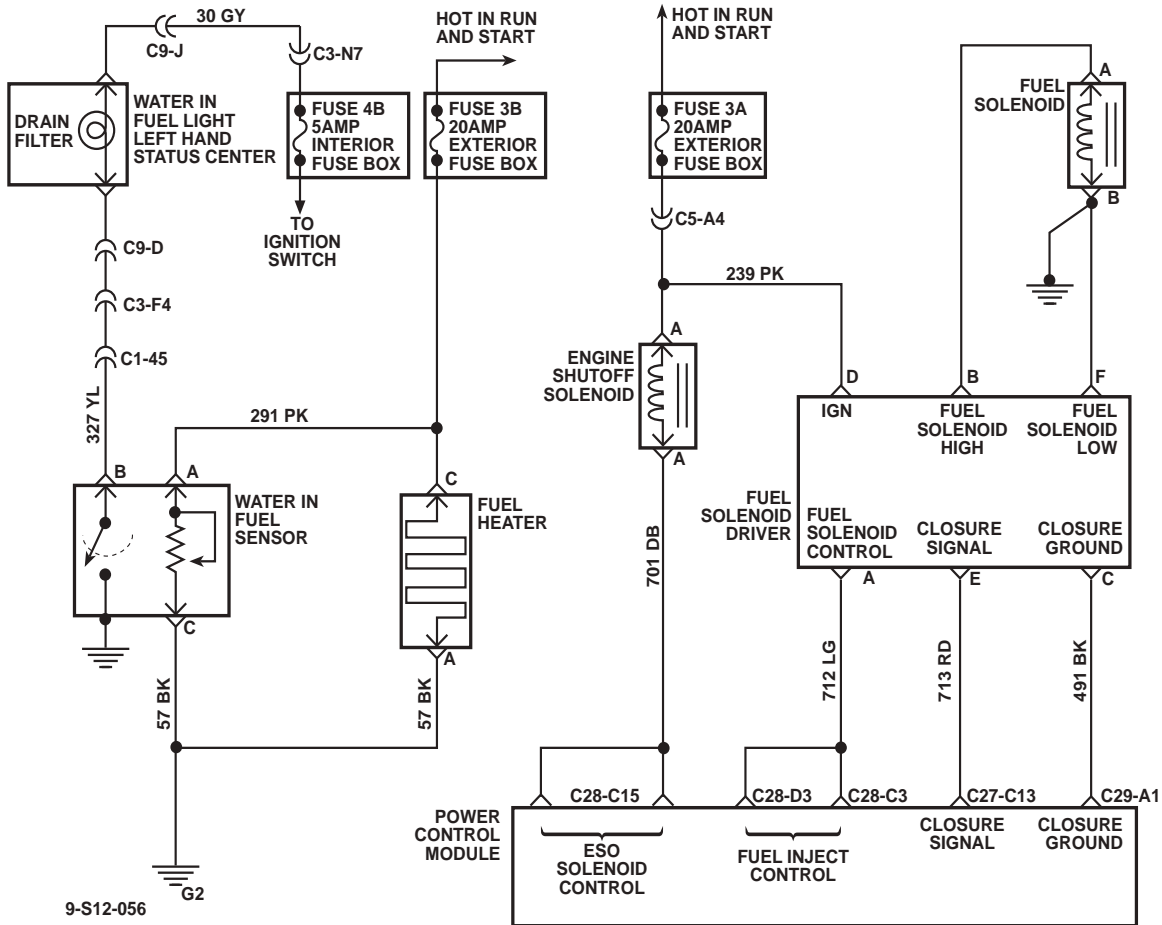 30 GY
C9-J
C3-N7
HOT IN RUN
AND START
HOT IN RUN
AND START
DRAIN
FILTER
WATER IN
FUEL LIGHT
LEFT HAND
STATUS CENTER
FUSE 4B
5AMP
INTERIOR
FUSE BOX
FUSE 3B
20AMP
EXTERIOR
FUSE BOX
FUSE 3A
20AMP
EXTERIOR
FUSE BOX
FUEL
SOLENOID
A
B
TO
IGNITION
SWITCH
C5-A4
C9-D
C3-F4
C1-45
327 YL
239 PK
291 PK
A
ENGINE
SHUTOFF
SOLENOID
A
B
A
WATER IN
FUEL
SENSOR
C
C
FUEL
HEATER
A
57 BK
57 BK
701 DB
D
B
F
IGN
FUEL
SOLENOID
HIGH
FUEL
SOLENOID
LOW
FUEL
SOLENOID
DRIVER
FUEL
SOLENOID
CONTROL
CLOSURE
SIGNAL
CLOSURE
GROUND
A
E
C
712 LG
713 RD
491 BK
C28-C15
C28-D3
C28-C3
C27-C13
C29-A1
POWER
CONTROL
MODULE
ESO
SOLENOID
CONTROL
FUEL INJECT
CONTROL
CLOSURE
SIGNAL
CLOSURE
GROUND
G2
9-S12-056